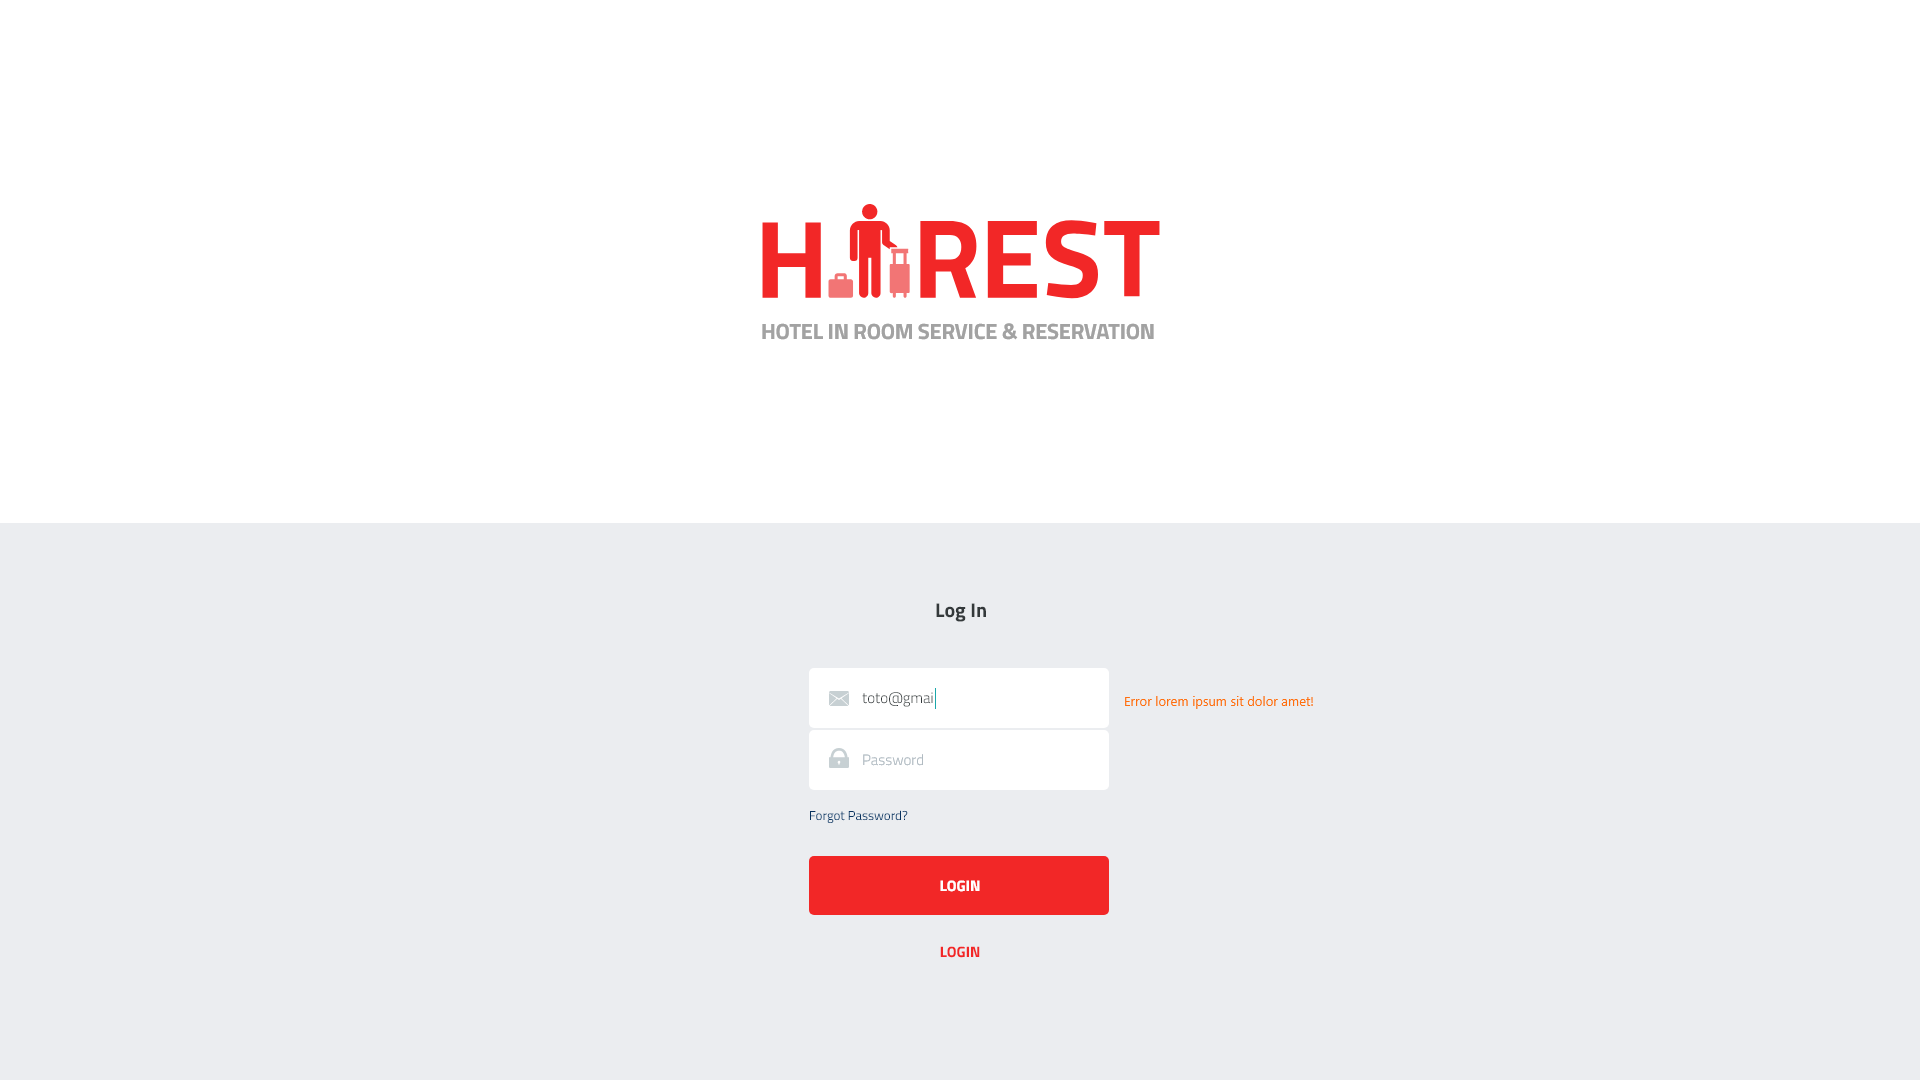 HIREST
HOTEL IN ROOM SERVICE & RESERVATION
Log In
toto@gmai
Error lorem ipsum sit dolor amet!
Password
Forgot Password?
LOGIN
LOGIN